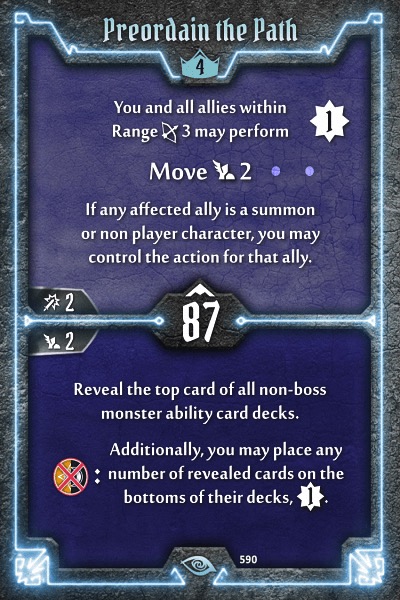 Preordain the Path
4
You and all allies within
Range 3 may perform
1
Move 2
If any affected ally is a summon
or non player character, you may
control the action for that ally.
2
87
2
Reveal the top card of all non-boss
monster ability card decks.
Additionally, you may place any
: number of revealed cards on the
bottoms of their decks, 1.
590